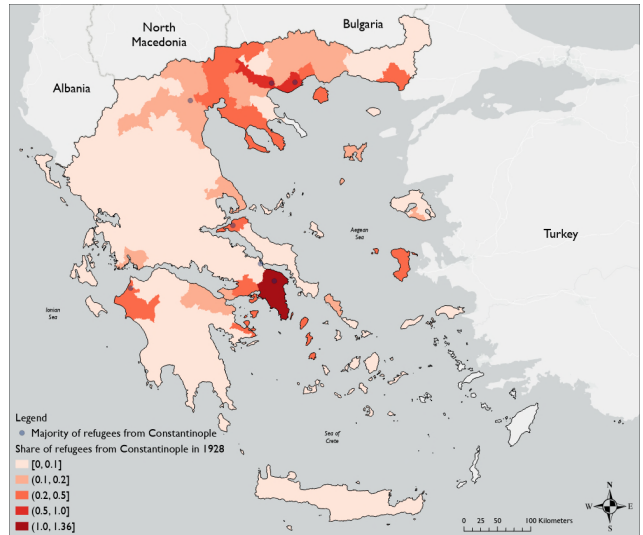 Bulgaria
North
Macedonia
Albania
Aegean
Sea
Turkey
Ionian
Sea
Sea of
Crete
Legend
Majority of refugees from Constantinople
Share of refugees from Constantinople in 1928
[0, 0.1]
(0.1, 0.2]
(0.2, 0.5]
(0.5, 1.0]
(1.0, 1.36]
N
W
E
S
0 25 50 100 Kilometers